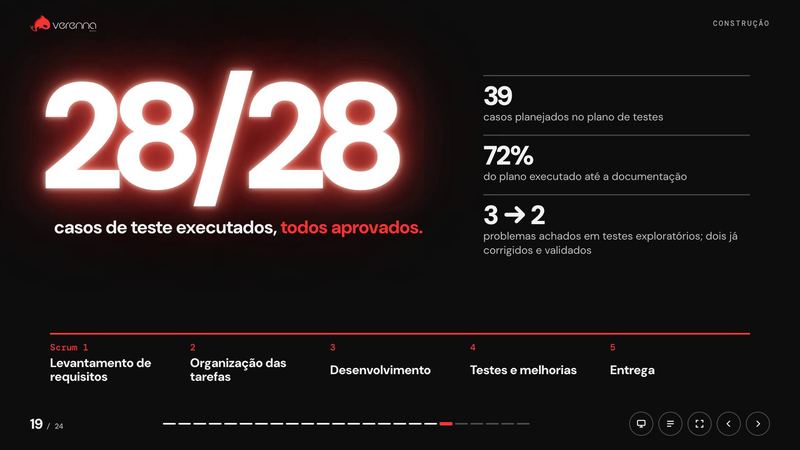 verenna
CONSTRUÇÃO
28/28
casos de teste executados, todos aprovados.
39
casos planejados no plano de testes
72%
do plano executado até a documentação
3 → 2
problemas achados em testes exploratórios; dois já
corrigidos e validados
Scrum 1
Levantamento de
requisitos
2
Organização das
tarefas
3
Desenvolvimento
4
Testes e melhorias
5
Entrega
19 / 24